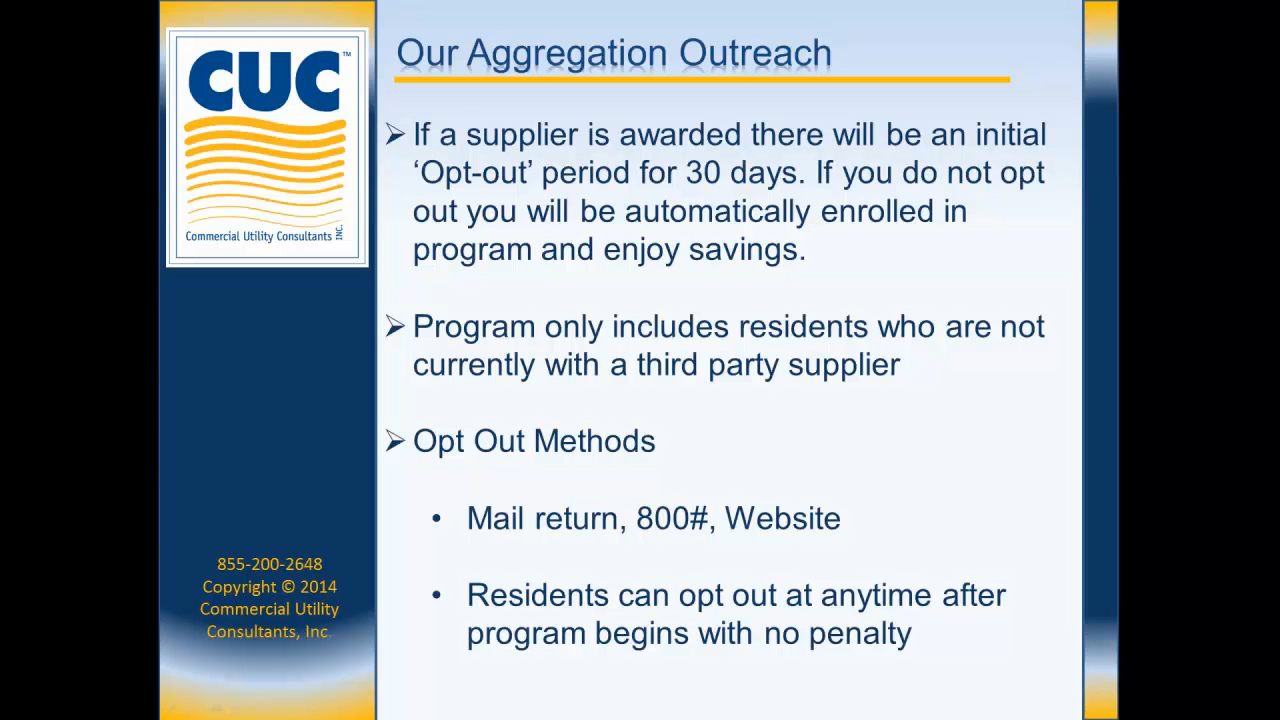 CUC™
Commercial Utility Consultants INC.
Our Aggregation Outreach
If a supplier is awarded there will be an initial
‘Opt-out’ period for 30 days. If you do not opt
out you will be automatically enrolled in
program and enjoy savings.
Program only includes residents who are not
currently with a third party supplier
Opt Out Methods
• Mail return, 800#, Website
• Residents can opt out at anytime after
program begins with no penalty
855-200-2648
Copyright © 2014
Commercial Utility
Consultants, Inc.